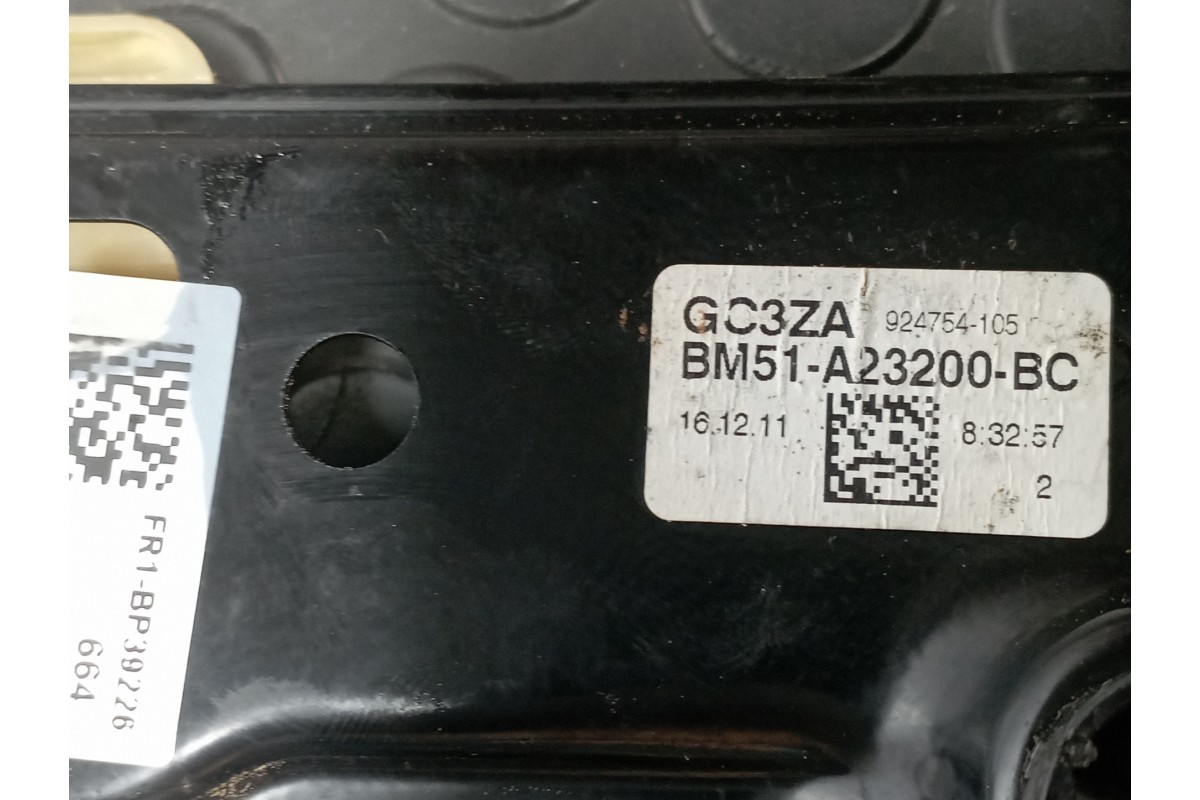 GC3ZA 924754-105
BM51-A23200-BC
16.12.11 8:32:57
2
FR1-BP39226
664